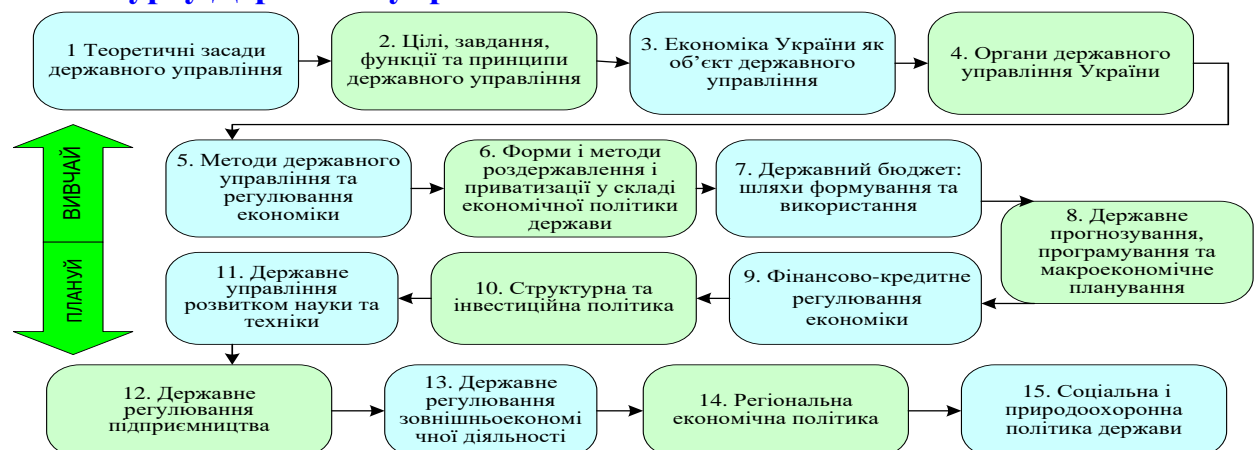 1 Теоретичні засади
державного управління
2. Цілі, завдання,
функції та принципи
державного управління
3. Економіка України як
об’єкт державного
управління
4. Органи державного
управління України
ВИВЧАЙ
ПЛАНУЙ
5. Методи державного
управління та
регулювання
економіки
6. Форми і методи
роздержавлення і
приватизації у складі
економічної політики
держави
7. Державний бюджет:
шляхи формування та
використання
8. Державне
прогнозування,
програмування та
макроекономічне
планування
9. Фінансово-кредитне
регулювання
економіки
10. Структурна та
інвестиційна політика
11. Державне
управління
розвитком науки та
техніки
12. Державне
регулювання
підприємництва
13. Державне
регулювання
зовнішньоекономі
чної діяльності
14. Регіональна
економічна політика
15. Соціальна і
природоохоронна
політика держави